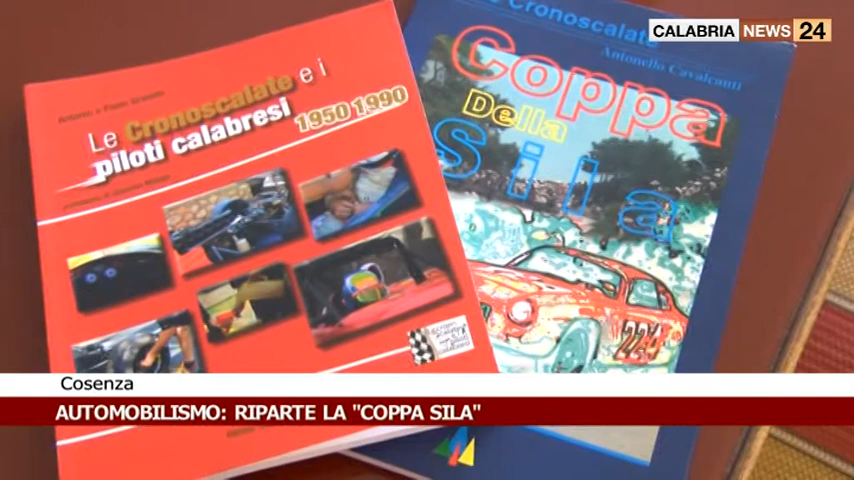 CALABRIA NEWS 24
Le Cronoscalate e i
piloti calabresi
1950 1990
Cronoscalate
Antonello Cavalcanti
Coppa
Della
Sila
224
Cosenza
AUTOMOBILISMO: RIPARTE LA "COPPA SILA"